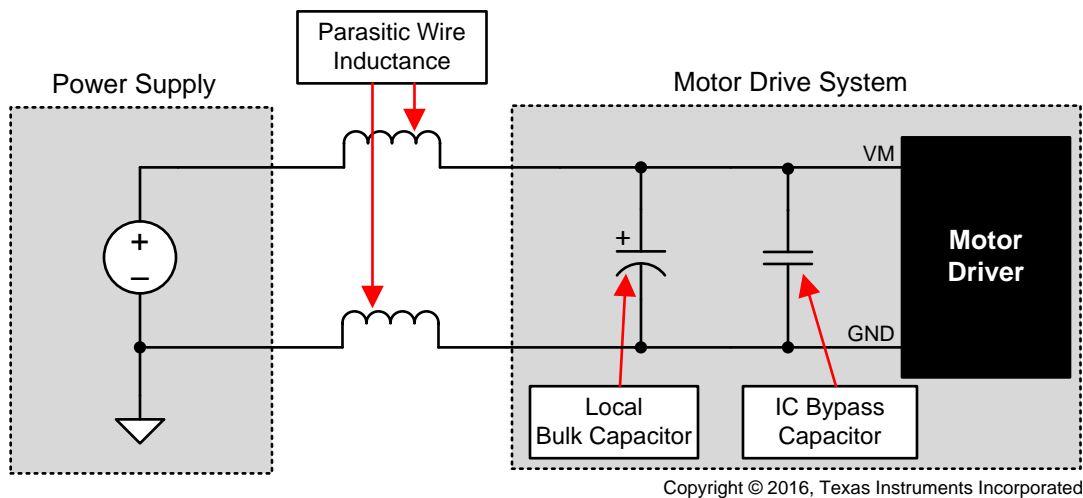 Parasitic Wire
Inductance
Power Supply
Motor Drive System
VM
+
–
+
Motor
Driver
GND
Local
Bulk Capacitor
IC Bypass
Capacitor
Copyright © 2016, Texas Instruments Incorporated